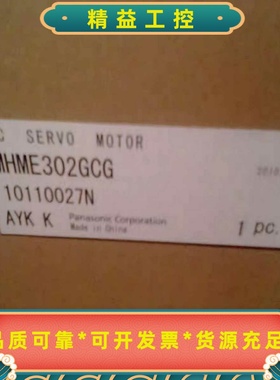 精益工控
C SERVO MOTOR
MHME302GCG
10110027N
AYK K
Panasonic Corporation
Made in China
1 pc.
品质可靠*可开发票*货源充足